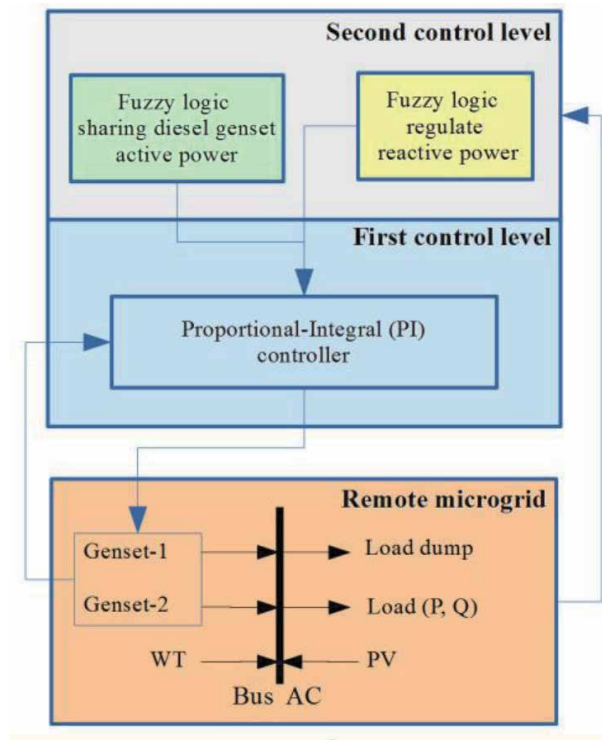 Second control level
Fuzzy logic
sharing diesel genset
active power
Fuzzy logic
regulate
reactive power
First control level
Proportional-Integral (PI)
controller
Remote microgrid
Genset-1
Load dump
Genset-2
Load (P, Q)
WT
PV
Bus AC